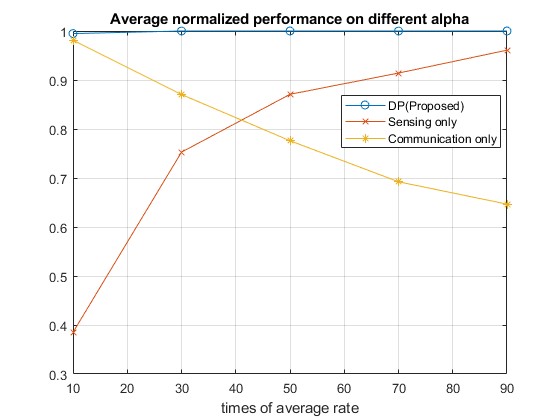 Average normalized performance on different alpha
1
0.9
0.8
0.7
0.6
0.5
0.4
0.3
DP(Proposed)
Sensing only
Communication only
10 20 30 40 50 60 70 80 90
times of average rate